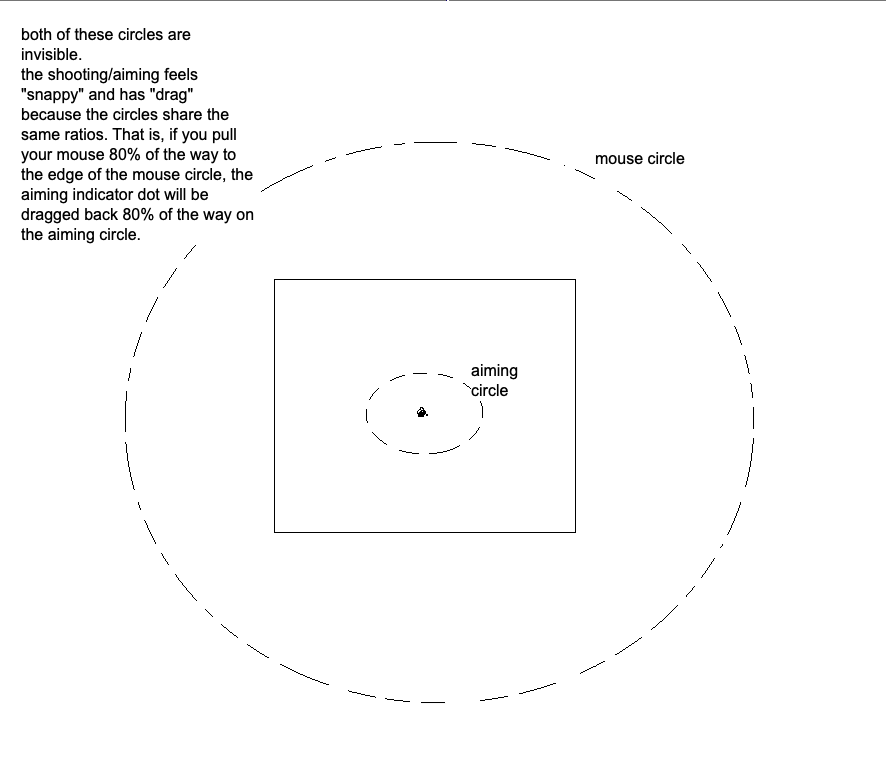 both of these circles are
invisible.
the shooting/aiming feels
"snappy" and has "drag"
because the circles share the
same ratios. That is, if you pull
your mouse 80% of the way to
the edge of the mouse circle, the
aiming indicator dot will be
dragged back 80% of the way on
the aiming circle.
mouse circle
aiming
circle